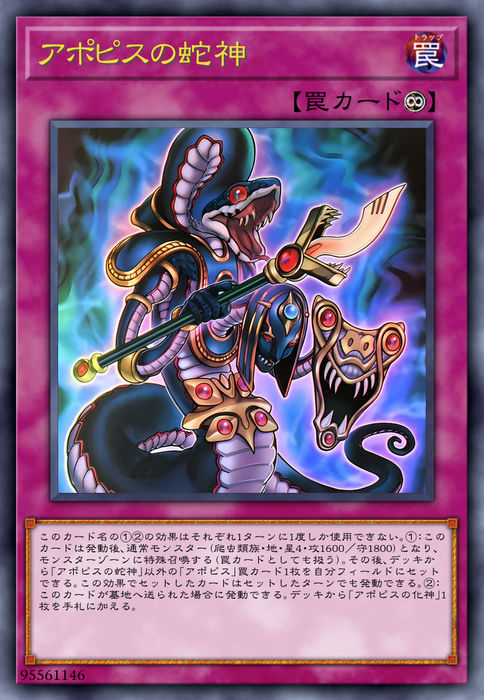 アポピスの蛇神
トラップ
罠
【罠カード】
このカード名の①②の効果はそれぞれ1ターンに1度しか使用できない。①:こ
のカードは発動後、通常モンスター(爬虫類族・地・星4・攻1600/守1800)となり、
モンスターゾーンに特殊召喚する(罠カードとしても扱う)。その後、デッキか
ら「アポピスの蛇神」以外の「アポピス」罠カード1枚を自分フィールドにセット
できる。この効果でセットしたカードはセットしたターンでも発動できる。②:
このカードが墓地へ送られた場合に発動できる。デッキから「アポピスの化神」1
枚を手札に加える。
95561146